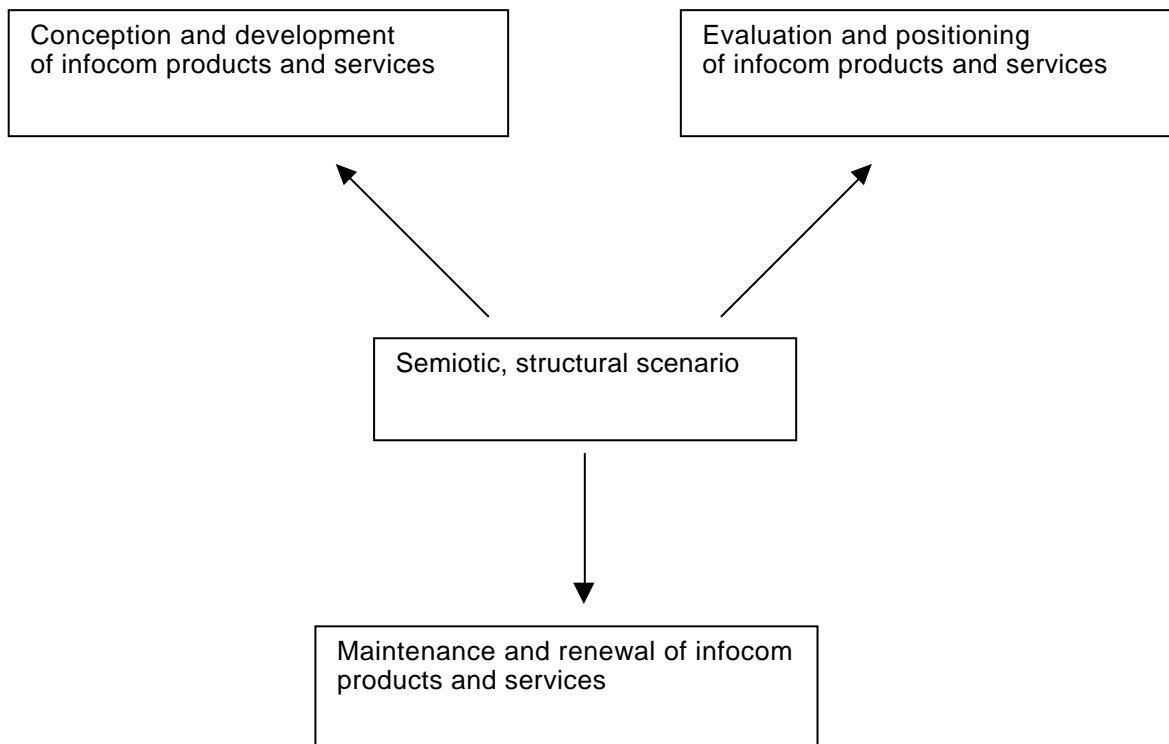 Conception and development
of infocom products and services
Evaluation and positioning
of infocom products and services
Semiotic, structural scenario
Maintenance and renewal of infocom
products and services